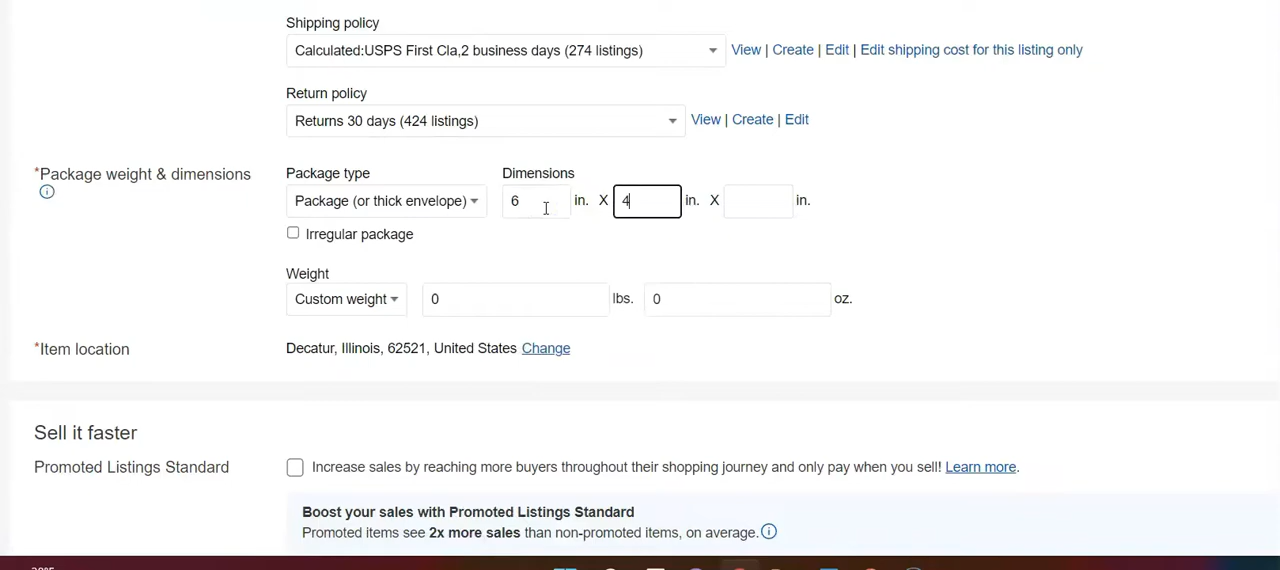 Shipping policy
Calculated:USPS First Cla,2 business days (274 listings) View | Create | Edit | Edit shipping cost for this listing only
Return policy
Returns 30 days (424 listings) View | Create | Edit
*Package weight & dimensions Package type Dimensions
Package (or thick envelope) 6 in. X 4 in. X in.
Irregular package
Weight
Custom weight 0 lbs. 0 oz.
*Item location Decatur, Illinois, 62521, United States Change
Sell it faster
Promoted Listings Standard Increase sales by reaching more buyers throughout their shopping journey and only pay when you sell! Learn more.
Boost your sales with Promoted Listings Standard
Promoted items see 2x more sales than non-promoted items, on average.